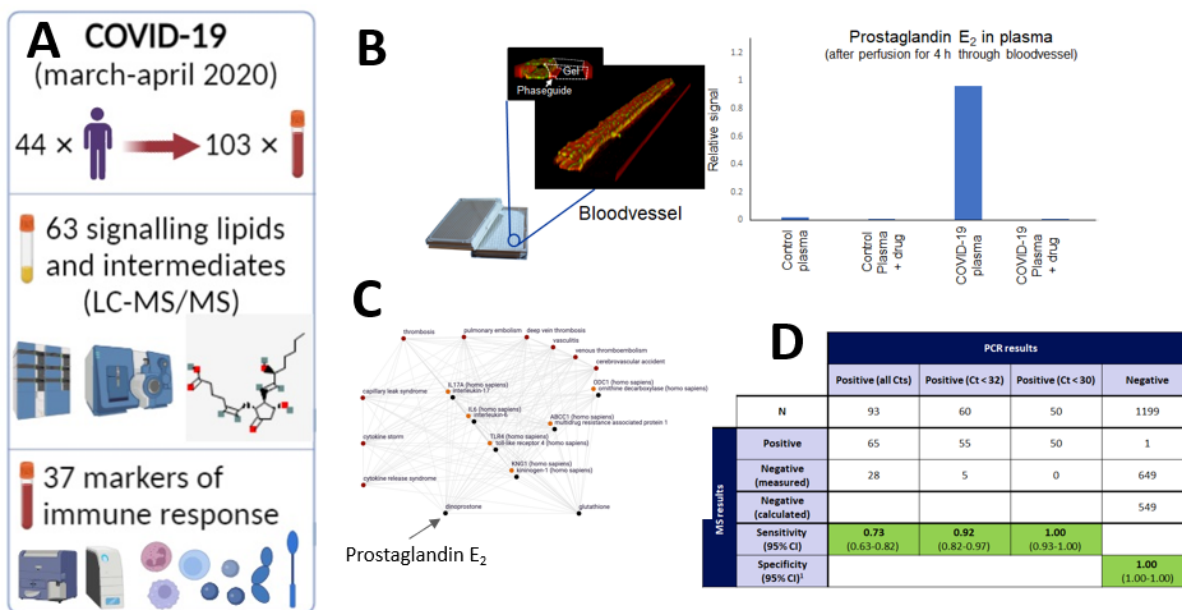 A
COVID-19
(march-april 2020)
44 ×
103 ×
63 signalling lipids
and intermediates
(LC-MS/MS)
37 markers of
immune response
B
Gel
Phaseguide
Bloodvessel
Prostaglandin E2 in plasma
(after perfusion for 4 h through bloodvessel)
Relative signal
1.2
1
0.8
0.6
0.4
0.2
0
Control
plasma
Control
Plasma
+ drug
COVID-19
plasma
COVID-19
Plasma
+ drug
C
thrombosis
pulmonary embolism
deep vein thrombosis
vasculitis
venous thromboembolism
cerebrovascular accident
capillary leak syndrome
IL17A (homo sapiens)
interleukin-17
ODC1 (homo sapiens)
ornithine decarboxylase (homo sapiens)
IL6 (homo sapiens)
interleukin-6
ABCC1 (homo sapiens)
multidrug resistance associated protein 1
cytokine storm
TLR4 (homo sapiens)
toll-like receptor 4 (homo sapiens)
KNG1 (homo sapiens)
kininogen-1 (homo sapiens)
cytokine release syndrome
dinoprostone
glutathione
Prostaglandin E2
D
PCR results
Positive (all Cts) Positive (Ct < 32) Positive (Ct < 30) Negative
N 93 60 50 1199
MS results
Positive 65 55 50 1
Negative (measured) 28 5 0 649
Negative (calculated) 549
Sensitivity (95% CI) 0.73 (0.63-0.82) 0.92 (0.82-0.97) 1.00 (0.93-1.00)
Specificity (95% CI)1 1.00 (1.00-1.00)